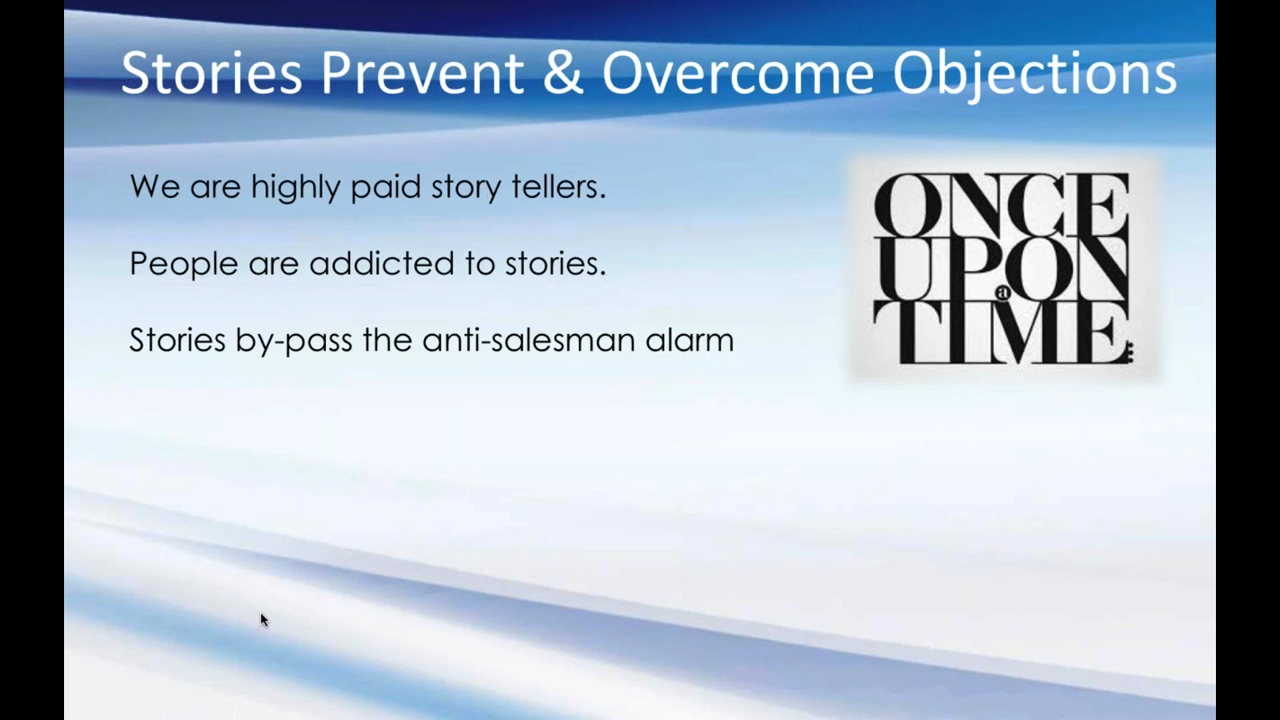 Stories Prevent & Overcome Objections
We are highly paid story tellers.
People are addicted to stories.
Stories by-pass the anti-salesman alarm
ONCE
UPON
a
TIME...